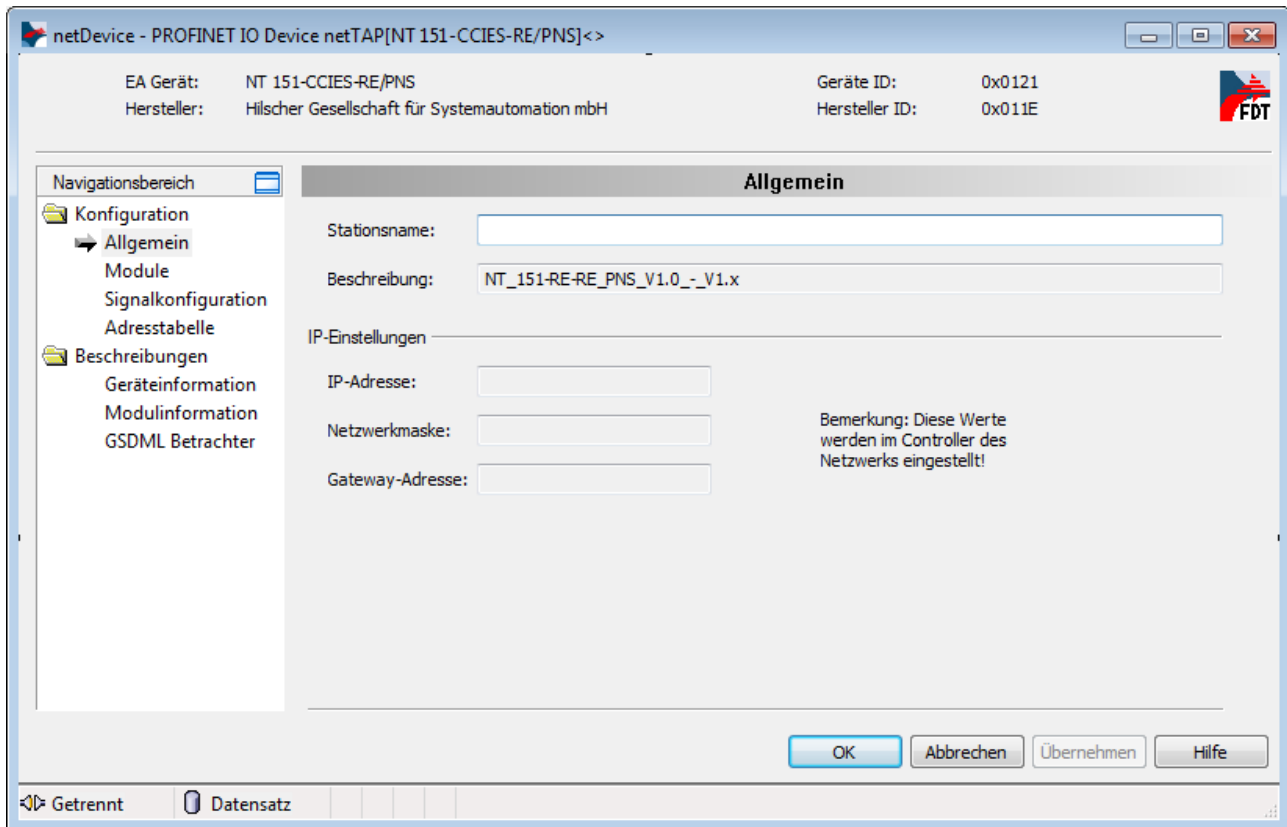 netDevice - PROFINET IO Device netTAP[NT 151-CCIES-RE/PNS]<>
EA Gerät: NT 151-CCIES-RE/PNS Geräte ID: 0x0121
Hersteller: Hilscher Gesellschaft für Systemautomation mbH Hersteller ID: 0x011E
FDT
Navigationsbereich
Konfiguration
Allgemein
Module
Signalkonfiguration
Adresstabelle
Beschreibungen
Geräteinformation
Modulinformation
GSDML Betrachter
Allgemein
Stationsname:
Beschreibung: NT_151-RE-RE_PNS_V1.0_-_V1.x
IP-Einstellungen
IP-Adresse:
Netzwerkmaske:
Gateway-Adresse:
Bemerkung: Diese Werte
werden im Controller des
Netzwerks eingestellt!
OK Abbrechen Übernehmen Hilfe
Getrennt Datensatz